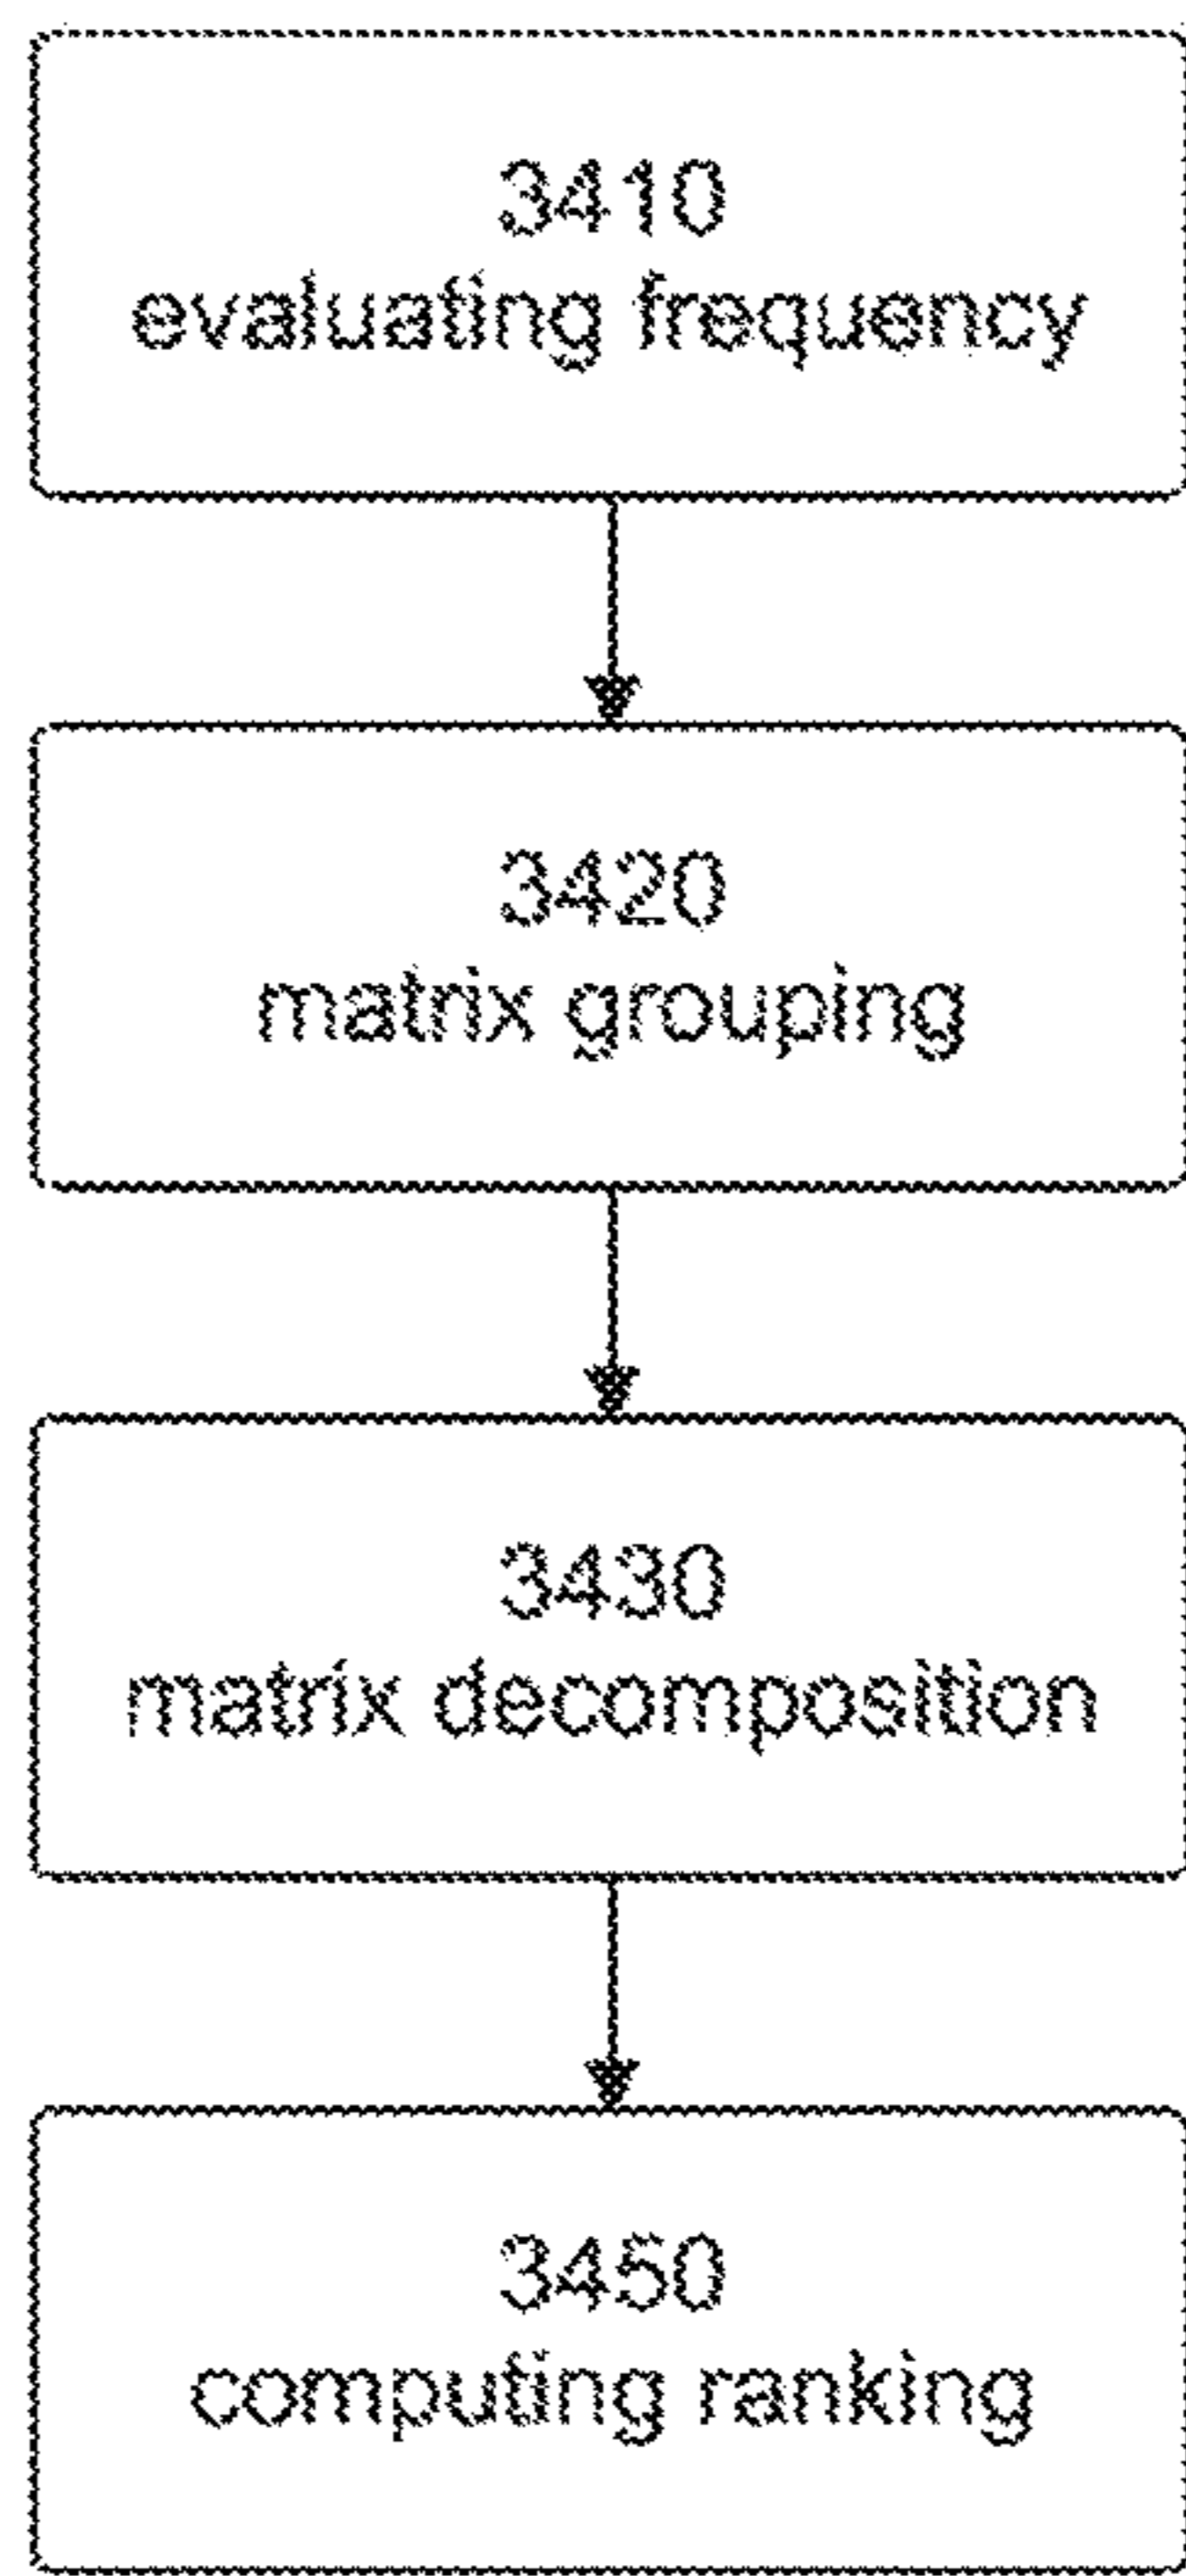 3410
evaluating frequency
3420
matrix grouping
3430
matrix decomposition
3450
computing ranking